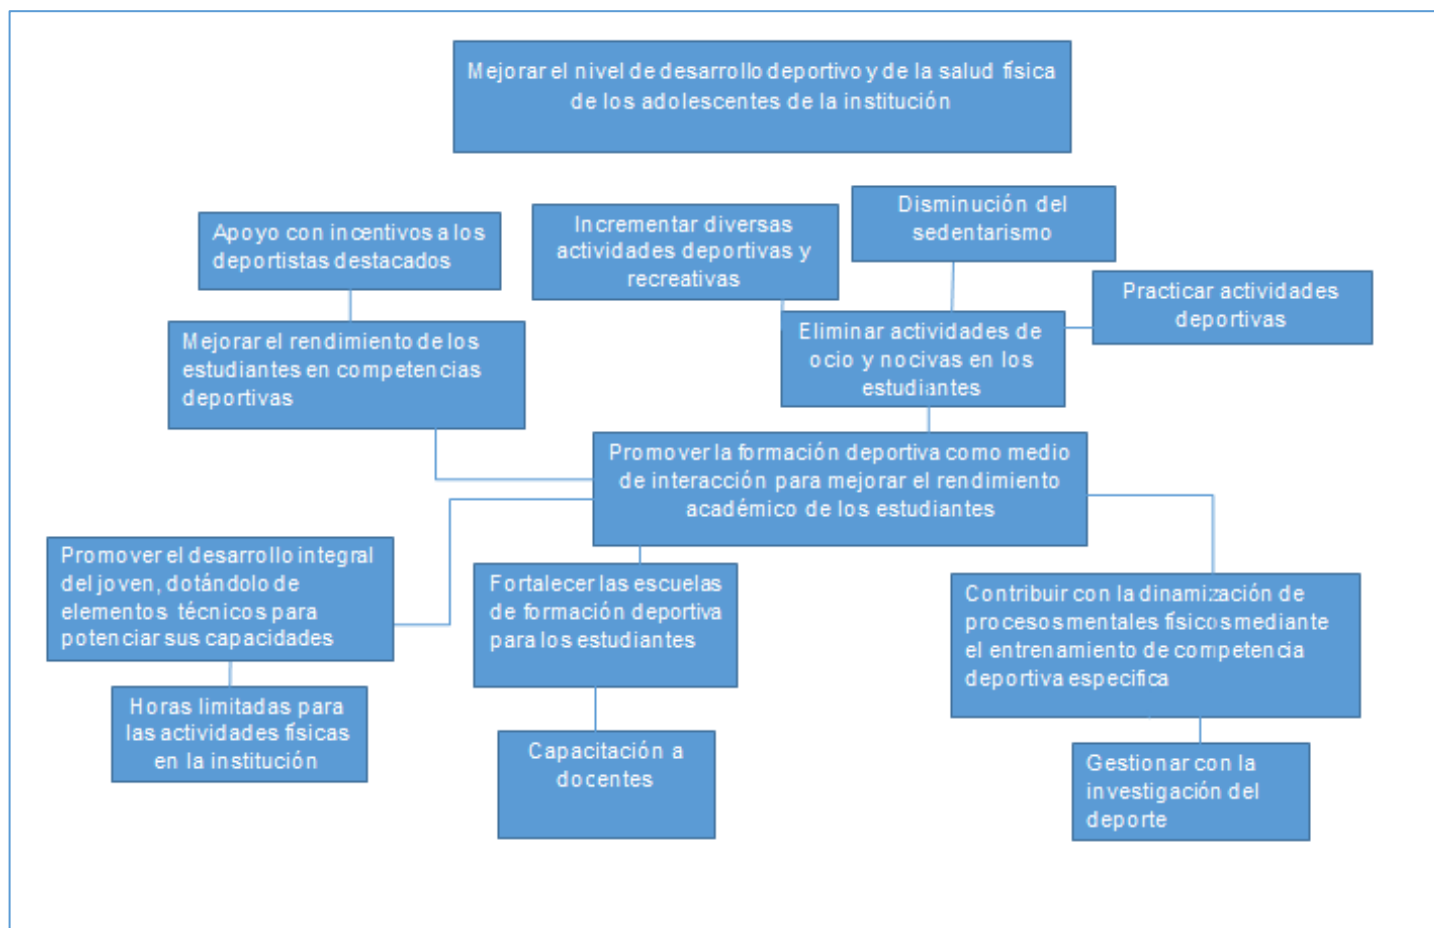 Mejorar el nivel de desarrollo deportivo y de la salud física
de los adolescentes de la institución
Apoyo con incentivos a los
deportistas destacados
Incrementar diversas
actividades deportivas y
recreativas
Disminución del
sedentarismo
Practicar actividades
deportivas
Mejorar el rendimiento de los
estudiantes en competencias
deportivas
Eliminar actividades de
ocio y nocivas en los
estudiantes
Promover la formación deportiva como medio
de interacción para mejorar el rendimiento
académico de los estudiantes
Promover el desarrollo integral
del joven, dotándolo de
elementos técnicos para
potenciar sus capacidades
Fortalecer las escuelas
de formación deportiva
para los estudiantes
Contribuir con la dinamización de
procesos mentales físicos mediante
el entrenamiento de competencia
deportiva especifica
Horas limitadas para
las actividades físicas
en la institución
Capacitación a
docentes
Gestionar con la
investigación del
deporte